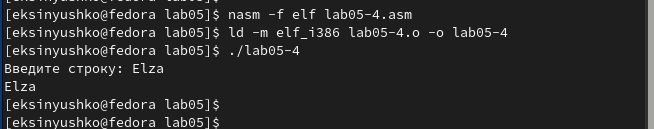 [eksinyushko@fedora lab05]$ nasm -f elf lab05-4.asm
[eksinyushko@fedora lab05]$ ld -m elf_i386 lab05-4.o -o lab05-4
[eksinyushko@fedora lab05]$ ./lab05-4
Введите строку: Elza
Elza
[eksinyushko@fedora lab05]$
[eksinyushko@fedora lab05]$